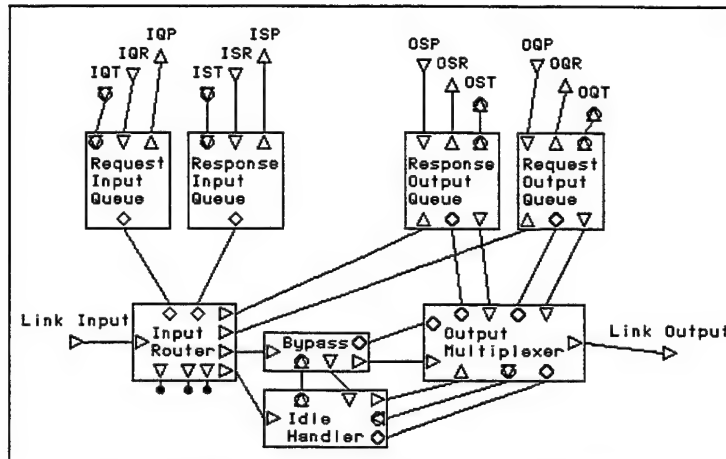 IQP
IQR
IQT
ISP
ISR
IST
OSP
OSR
OST
OQP
OQR
OQT
Request
Input
Queue
Response
Input
Queue
Response
Output
Queue
Request
Output
Queue
Link Input
Input
Router
Bypass
Output
Multiplexer
Link Output
Idle
Handler